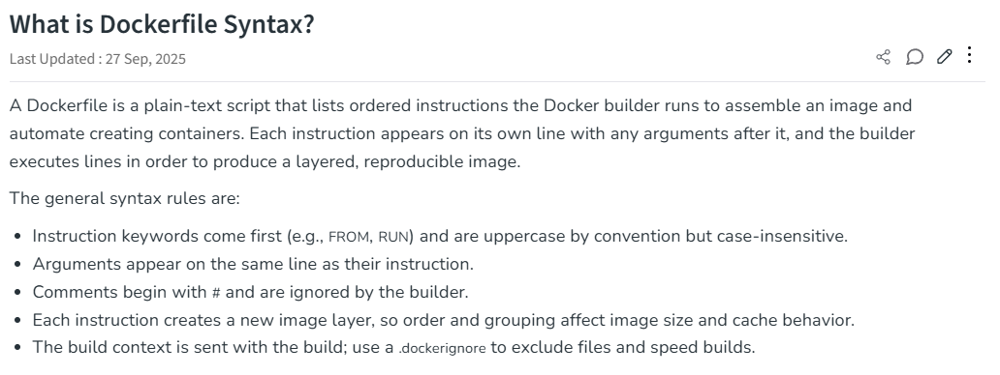 What is Dockerfile Syntax?
Last Updated : 27 Sep, 2025
A Dockerfile is a plain-text script that lists ordered instructions the Docker builder runs to assemble an image and
automate creating containers. Each instruction appears on its own line with any arguments after it, and the builder
executes lines in order to produce a layered, reproducible image.
The general syntax rules are:
• Instruction keywords come first (e.g., FROM, RUN) and are uppercase by convention but case-insensitive.
• Arguments appear on the same line as their instruction.
• Comments begin with # and are ignored by the builder.
• Each instruction creates a new image layer, so order and grouping affect image size and cache behavior.
• The build context is sent with the build; use a .dockerignore to exclude files and speed builds.